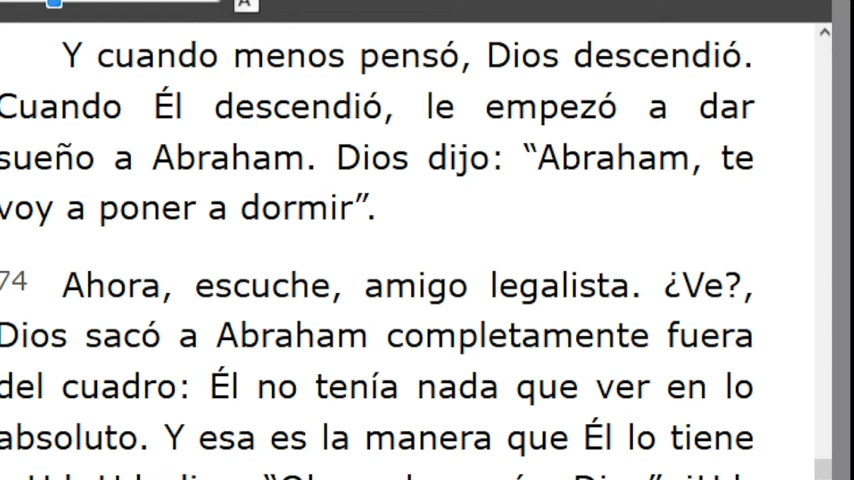 A
Y cuando menos pensó, Dios descendió.
Cuando Él descendió, le empezó a dar
sueño a Abraham. Dios dijo: “Abraham, te
voy a poner a dormir”.
74 Ahora, escuche, amigo legalista. ¿Ve?,
Dios sacó a Abraham completamente fuera
del cuadro: Él no tenía nada que ver en lo
absoluto. Y esa es la manera que Él lo tiene